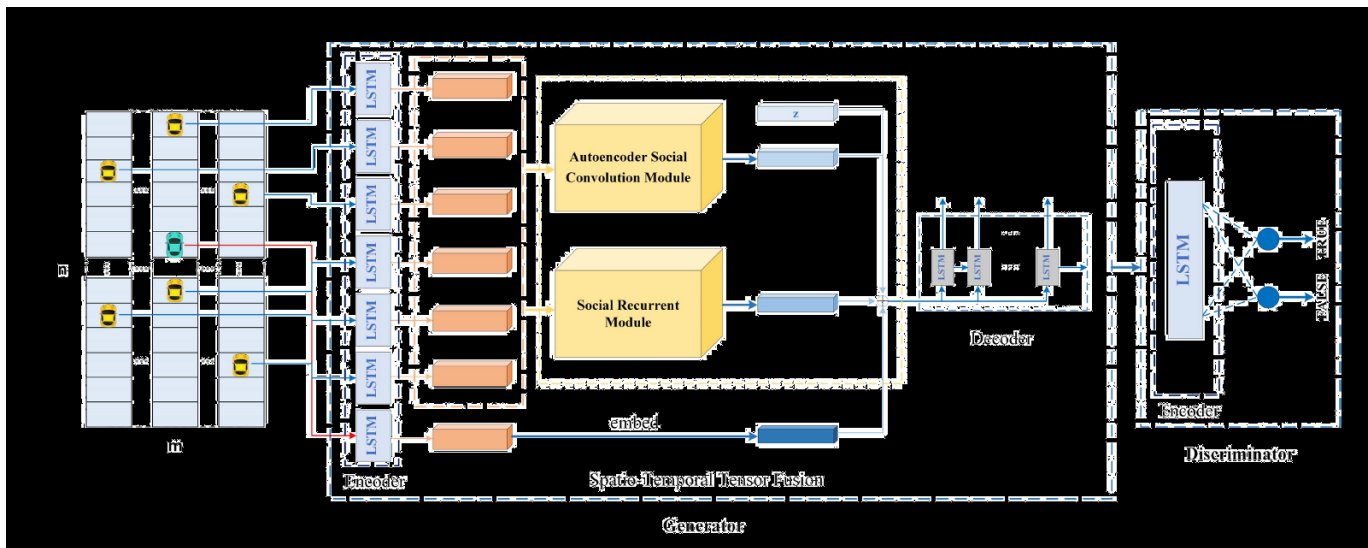 LSTM
LSTM
LSTM
LSTM
LSTM
LSTM
LSTM
Encoder
Autoencoder Social
Convolution Module
Social Recurrent
Module
z
embed
Spatio-Temporal Tensor Fusion
Generator
LSTM
LSTM
LSTM
Decoder
LSTM
Encoder
TRUE
FALSE
Discriminator
m